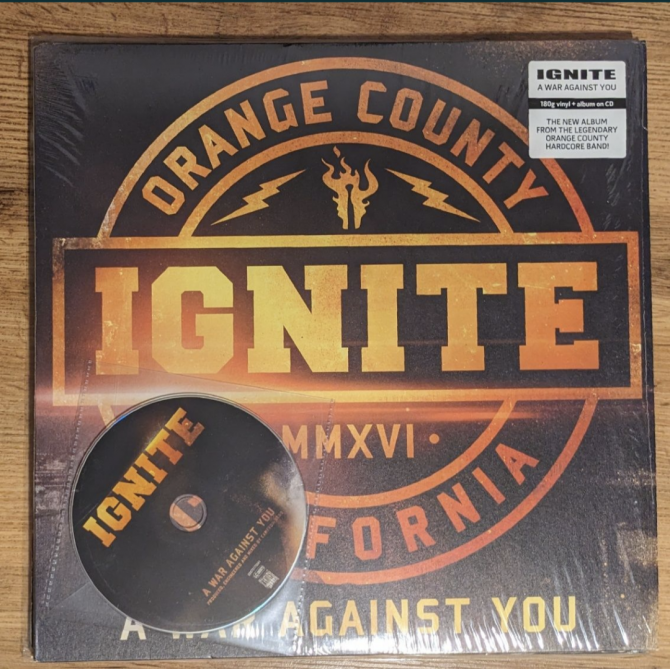 ORANGE COUNTY
IGNITE
A WAR AGAINST YOU
180g vinyl + album on CD
THE NEW ALBUM
FROM THE LEGENDARY
ORANGE COUNTY
HARDCORE BAND!
IGNITE
MMXVI •
FORNIA
IGNITE
A WAR AGAINST YOU
A WAR AGAINST YOU